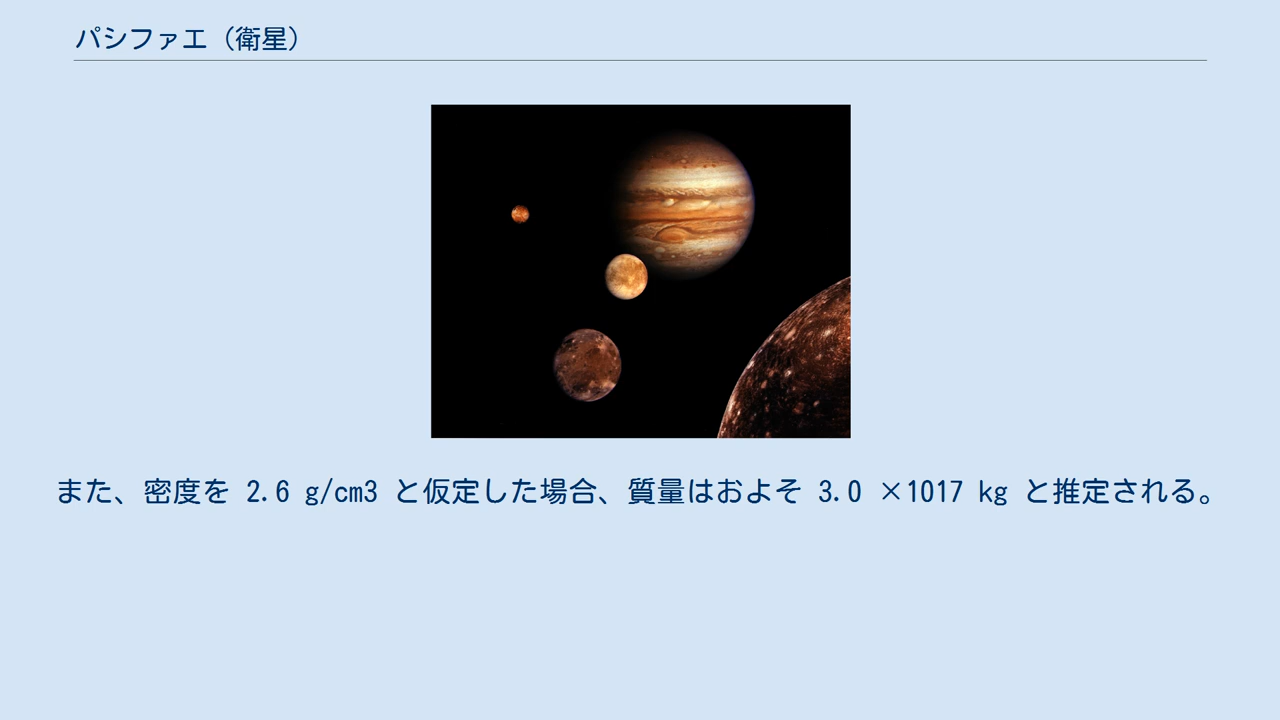 パシファエ（衛星）
また、密度を 2.6 g/cm3 と仮定した場合、質量はおよそ 3.0 ×1017 kg と推定される。